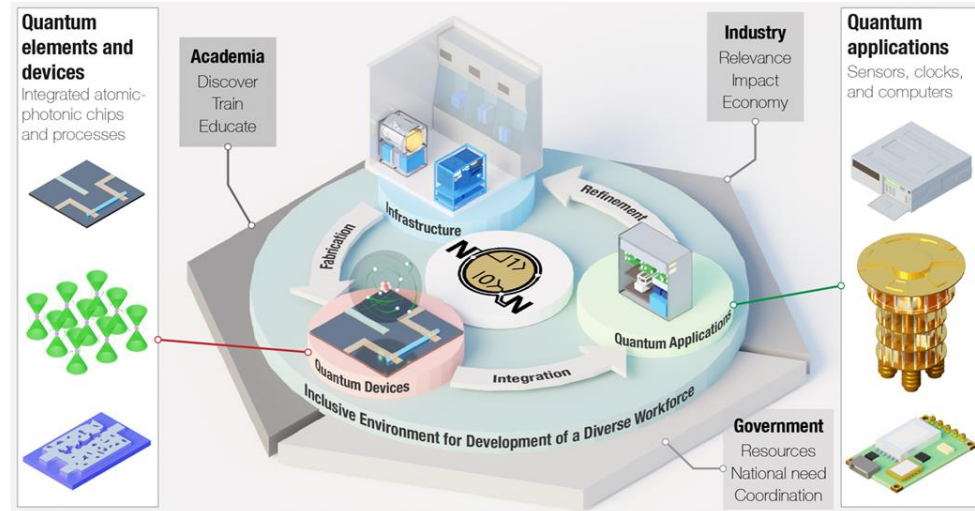 Quantum
elements and
devices
Integrated atomic-
photonic chips
and processes
Academia
Discover
Train
Educate
Industry
Relevance
Impact
Economy
Quantum
applications
Sensors, clocks,
and computers
Infrastructure
Fabrication
Refinement
N
|1⟩
|0⟩
N
Quantum Devices
Integration
Quantum Applications
Inclusive Environment for Development of a Diverse Workforce
Government
Resources
National need
Coordination